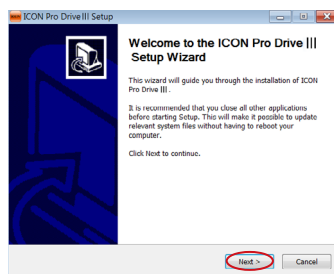 ICON Pro Drive III Setup
Welcome to the ICON Pro Drive III
Setup Wizard
This wizard will guide you through the installation of ICON
Pro Drive III.
It is recommended that you close all other applications
before starting Setup. This will make it possible to update
relevant system files without having to reboot your
computer.
Click Next to continue.
Next >
Cancel